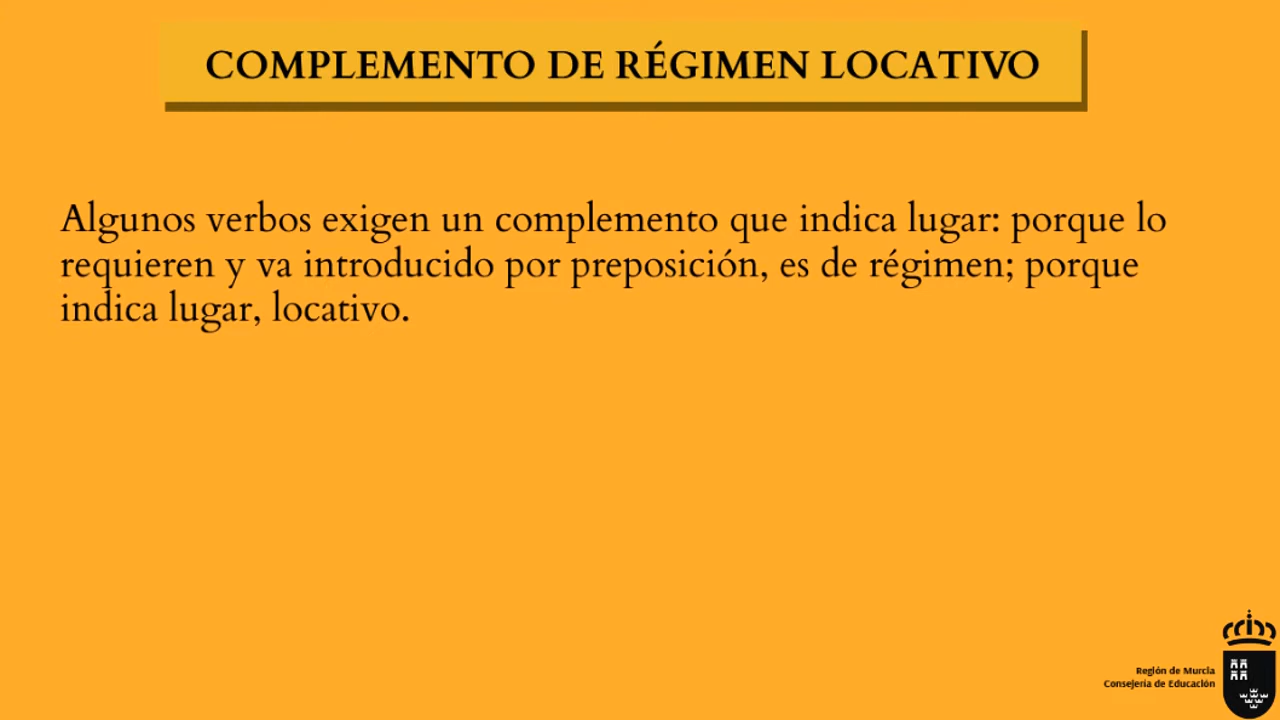 COMPLEMENTO DE RÉGIMEN LOCATIVO
Algunos verbos exigen un complemento que indica lugar: porque lo
requieren y va introducido por preposición, es de régimen; porque
indica lugar, locativo.
Región de Murcia
Consejería de Educación